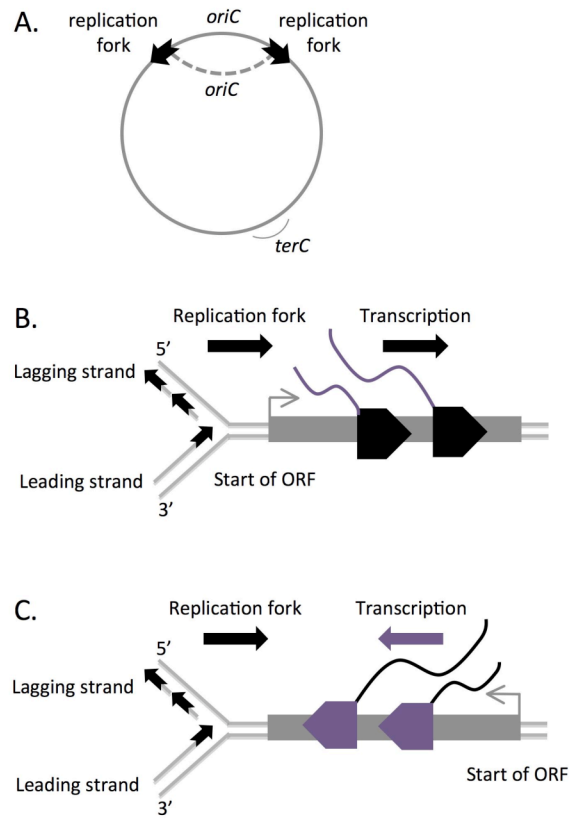 A.
oriC
replication
fork
replication
fork
oriC
terC
B.
Replication fork
Transcription
5’
Lagging strand
Leading strand
Start of ORF
3’
C.
Replication fork
Transcription
5’
Lagging strand
Leading strand
Start of ORF
3’